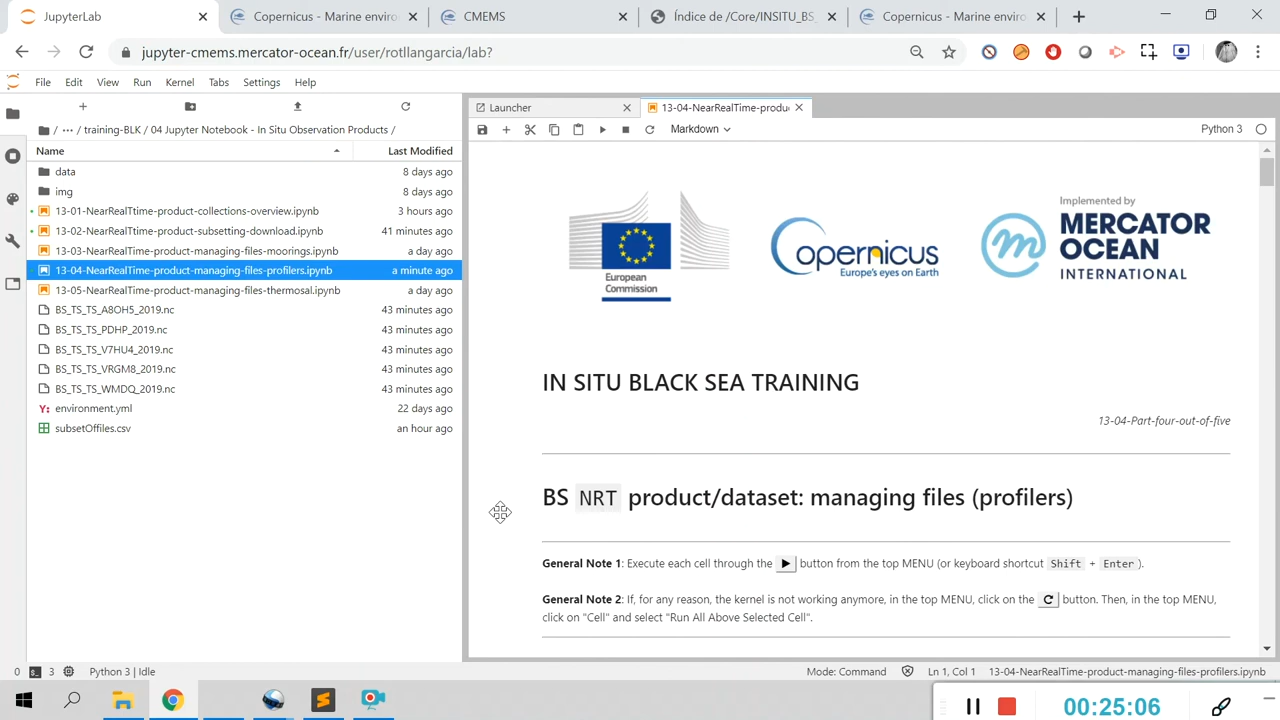 JupyterLab
Copernicus - Marine enviro
CMEMS
Índice de /Core/INSITU_BS_
Copernicus - Marine enviro
jupyter-cmems.mercator-ocean.fr/user/rotllangarcia/lab?
File Edit View Run Kernel Tabs Settings Help
/ ··· / training-BLK / 04 Jupyter Notebook - In Situ Observation Products /
Name Last Modified
data 8 days ago
img 8 days ago
13-01-NearRealTtime-product-collections-overview.ipynb 3 hours ago
13-02-NearRealTtime-product-subsetting-download.ipynb 41 minutes ago
13-03-NearRealTime-product-managing-files-moorings.ipynb a day ago
13-04-NearRealTime-product-managing-files-profilers.ipynb a minute ago
13-05-NearRealTime-product-managing-files-thermosal.ipynb a day ago
BS_TS_TS_A8OH5_2019.nc 43 minutes ago
BS_TS_TS_PDHP_2019.nc 43 minutes ago
BS_TS_TS_V7HU4_2019.nc 43 minutes ago
BS_TS_TS_VRGM8_2019.nc 43 minutes ago
BS_TS_TS_WMDQ_2019.nc 43 minutes ago
Y: environment.yml 22 days ago
subsetOffiles.csv an hour ago
Launcher
13-04-NearRealTime-produc
Markdown
Python 3
European
Commission
opernicus
Europe's eyes on Earth
Implemented by
MERCATOR
OCEAN
INTERNATIONAL
IN SITU BLACK SEA TRAINING
13-04-Part-four-out-of-five
BS NRT product/dataset: managing files (profilers)
General Note 1: Execute each cell through the button from the top MENU (or keyboard shortcut Shift + Enter ).
General Note 2: If, for any reason, the kernel is not working anymore, in the top MENU, click on the button. Then, in the top MENU,
click on "Cell" and select "Run All Above Selected Cell".
0 3 Python 3 | Idle
Mode: Command
Ln 1, Col 1
13-04-NearRealTime-product-managing-files-profilers.ipynb
00:25:06